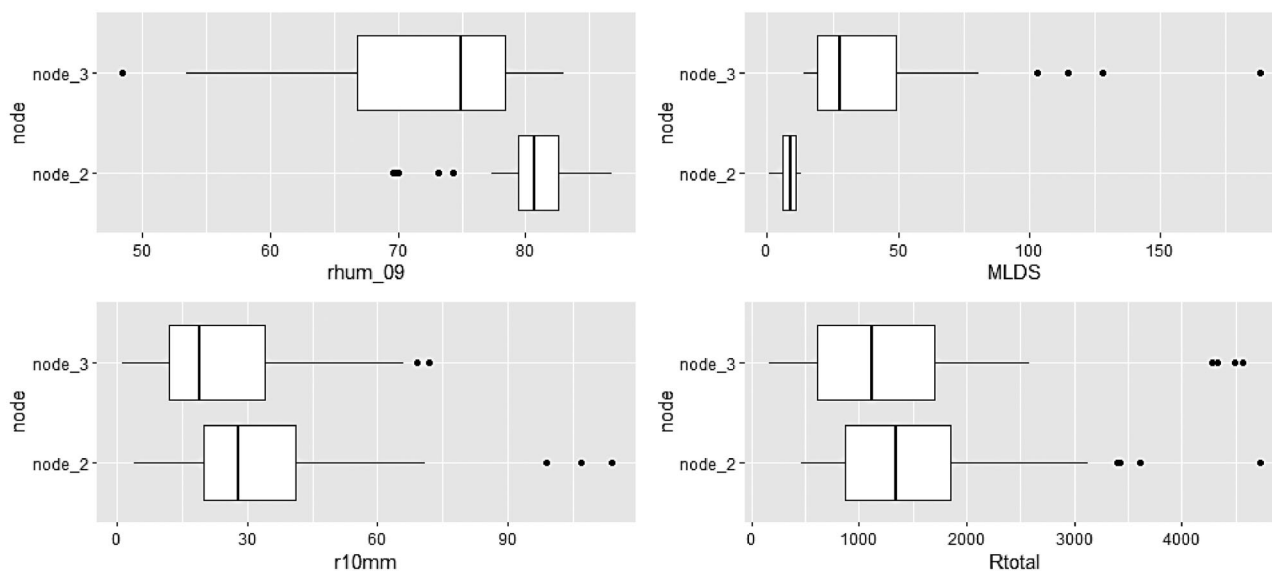 node
node_3
node_2
50
60
70
80
rhum_09
node
node_3
node_2
0
50
100
150
MLDS
node
node_3
node_2
0
30
60
90
r10mm
node
node_3
node_2
0
1000
2000
3000
4000
Rtotal